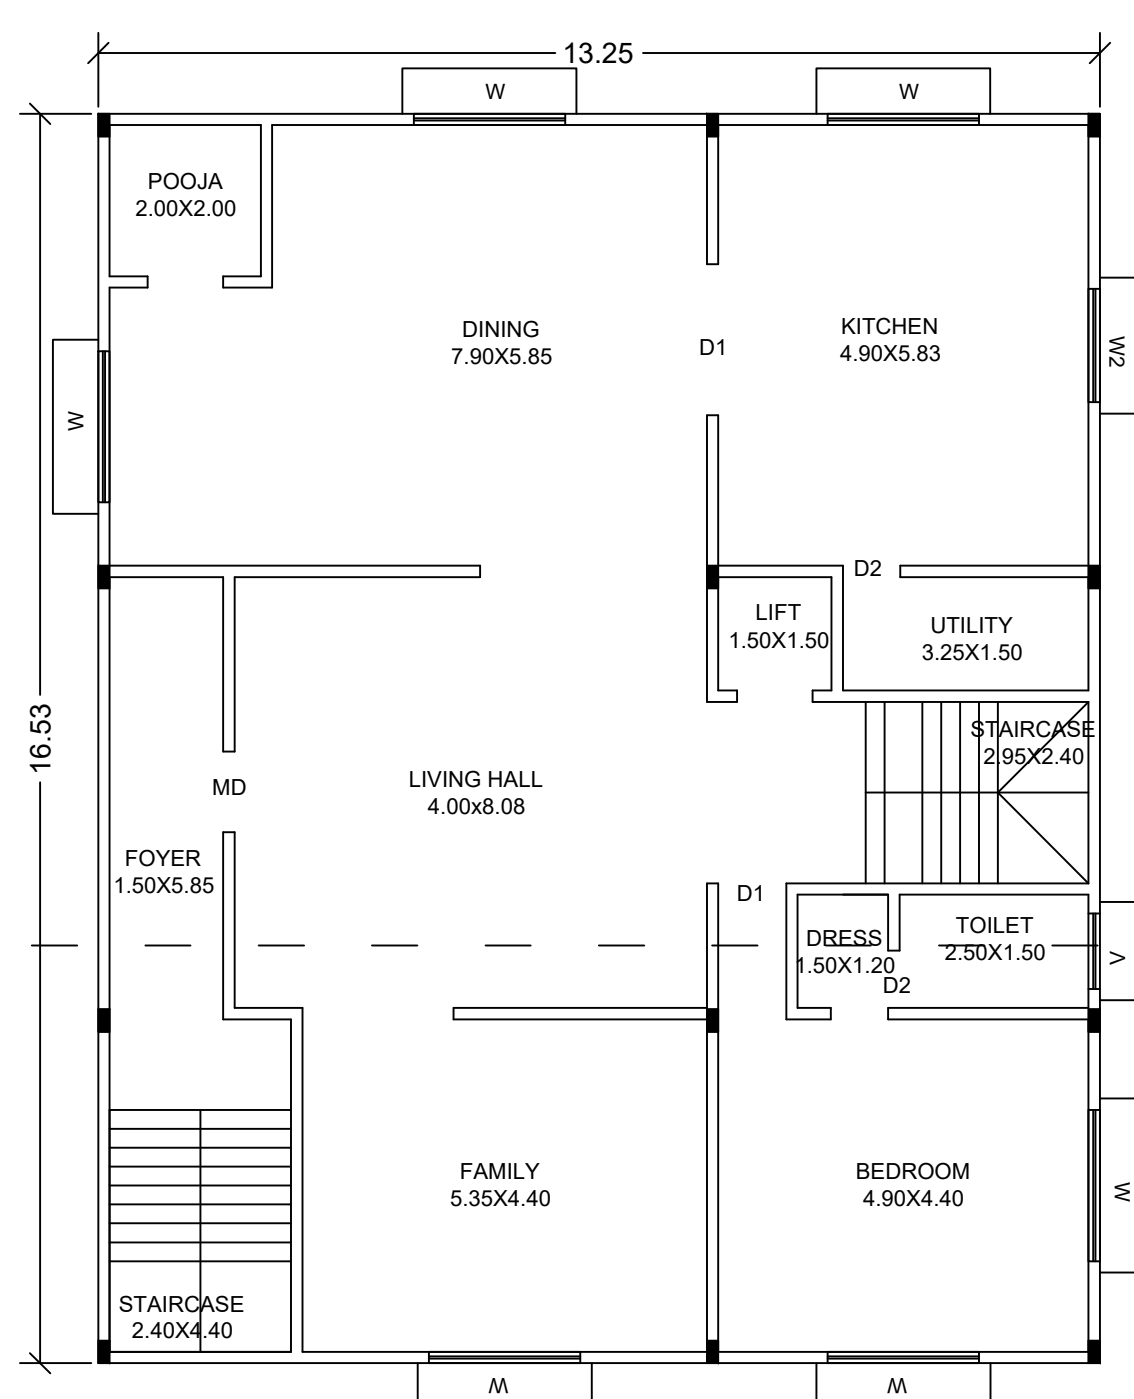 13.25
W
W
POOJA
2.00X2.00
DINING
7.90X5.85
D1
KITCHEN
4.90X5.83
W2
W
D2
LIFT
1.50X1.50
UTILITY
3.25X1.50
16.53
STAIRCASE
2.95X2.40
MD
LIVING HALL
4.00x8.08
FOYER
1.50X5.85
D1
DRESS
1.50X1.20
TOILET
2.50X1.50
D2
V
FAMILY
5.35X4.40
BEDROOM
4.90X4.40
W
STAIRCASE
2.40X4.40
W
W